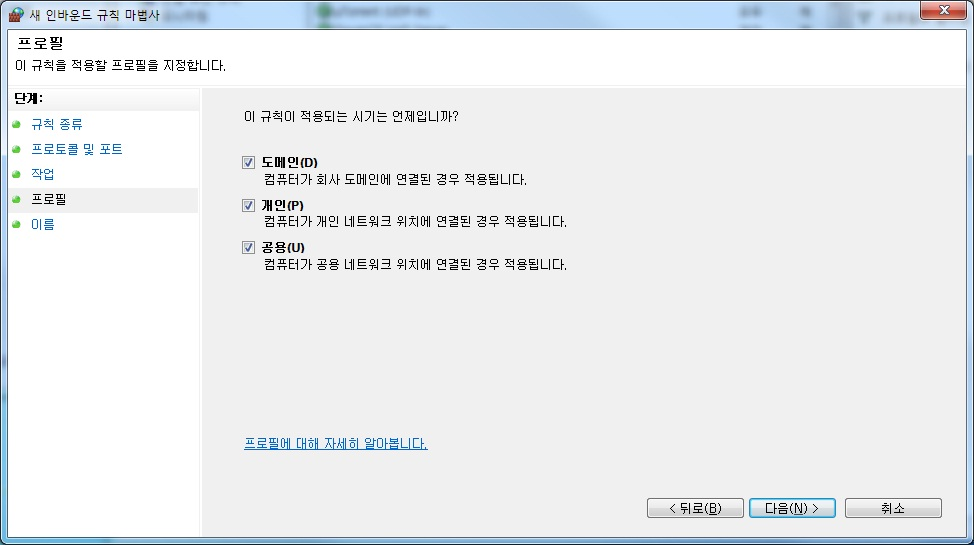 새 인바운드 규칙 마법사
프로필
이 규칙을 적용할 프로필을 지정합니다.
단계:
규칙 종류
프로토콜 및 포트
작업
프로필
이름
이 규칙이 적용되는 시기는 언제입니까?
도메인(D)
컴퓨터가 회사 도메인에 연결된 경우 적용됩니다.
개인(P)
컴퓨터가 개인 네트워크 위치에 연결된 경우 적용됩니다.
공용(U)
컴퓨터가 공용 네트워크 위치에 연결된 경우 적용됩니다.
프로필에 대해 자세히 알아봅니다.
< 뒤로(B)
다음(N) >
취소